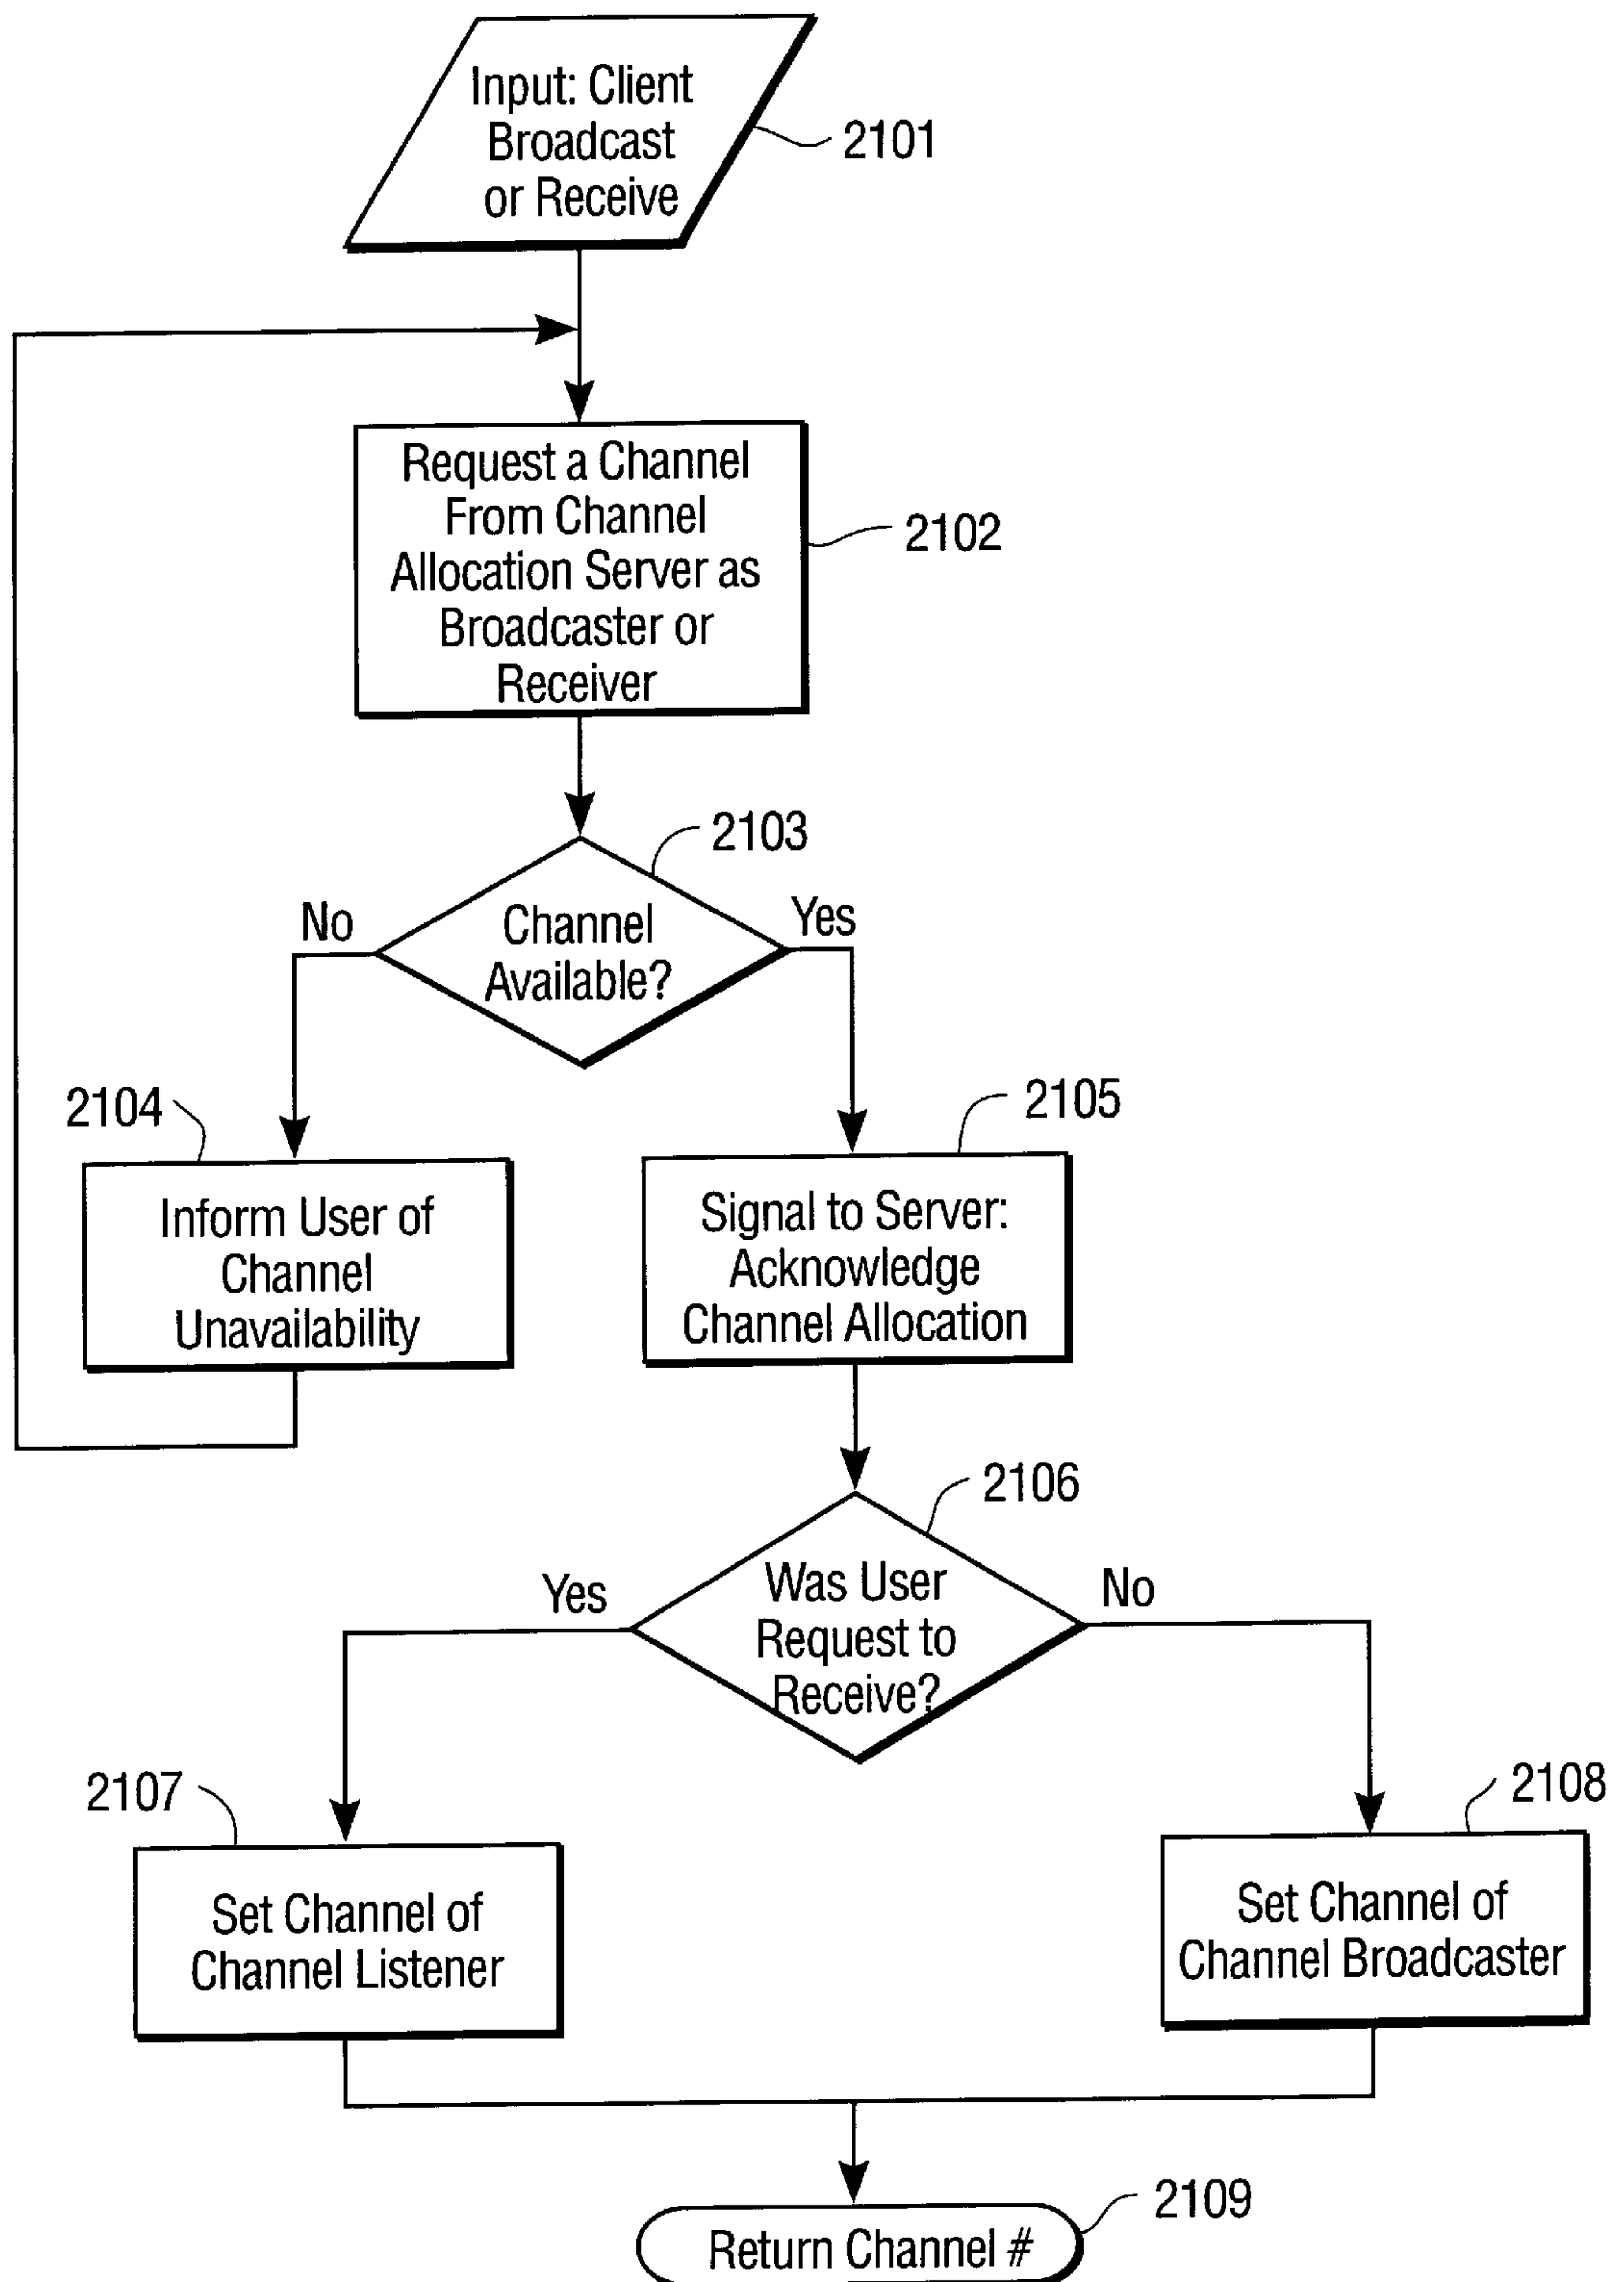 Input: Client
Broadcast
or Receive
2101
Request a Channel
From Channel
Allocation Server as
Broadcaster or
Receiver
2102
2103
No
Channel
Available?
Yes
2104
Inform User of
Channel
Unavailability
2105
Signal to Server:
Acknowledge
Channel Allocation
2106
Yes
Was User
Request to
Receive?
No
2107
Set Channel of
Channel Listener
2108
Set Channel of
Channel Broadcaster
2109
Return Channel #